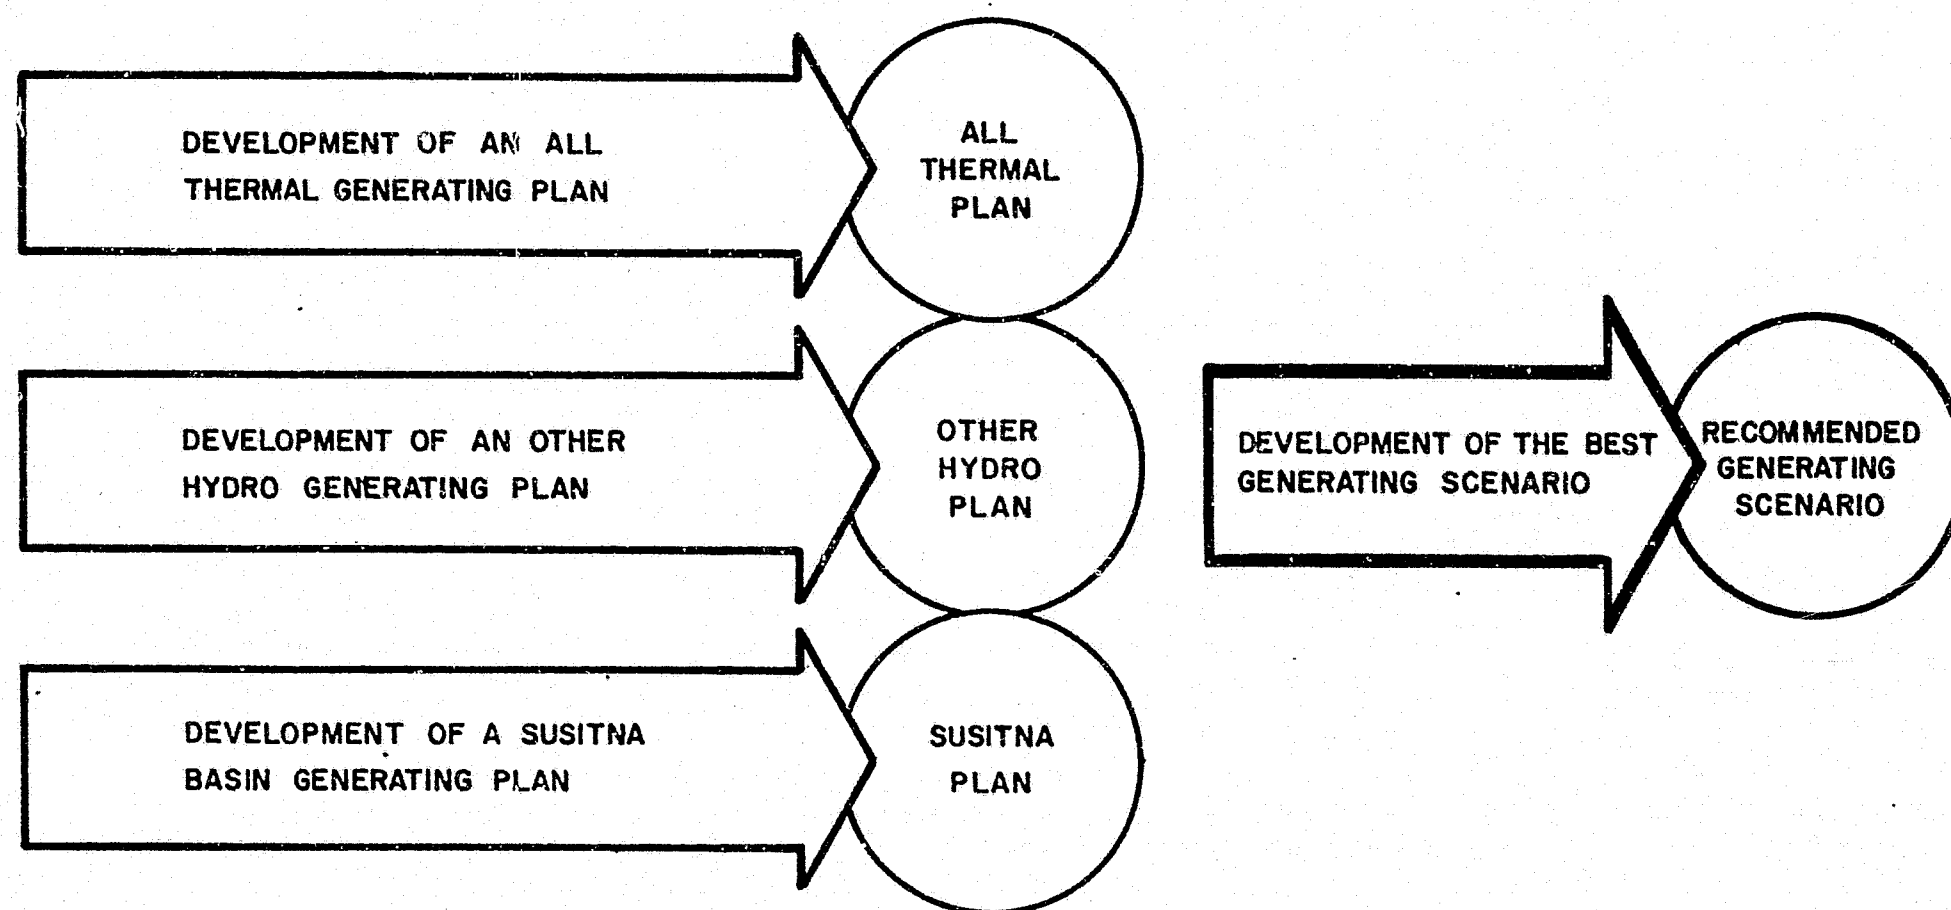 DEVELOPMENT OF AN ALL
THERMAL GENERATING PLAN
ALL
THERMAL
PLAN
DEVELOPMENT OF AN OTHER
HYDRO GENERATING PLAN
OTHER
HYDRO
PLAN
DEVELOPMENT OF A SUSITNA
BASIN GENERATING PLAN
SUSITNA
PLAN
DEVELOPMENT OF THE BEST
GENERATING SCENARIO
RECOMMENDED
GENERATING
SCENARIO